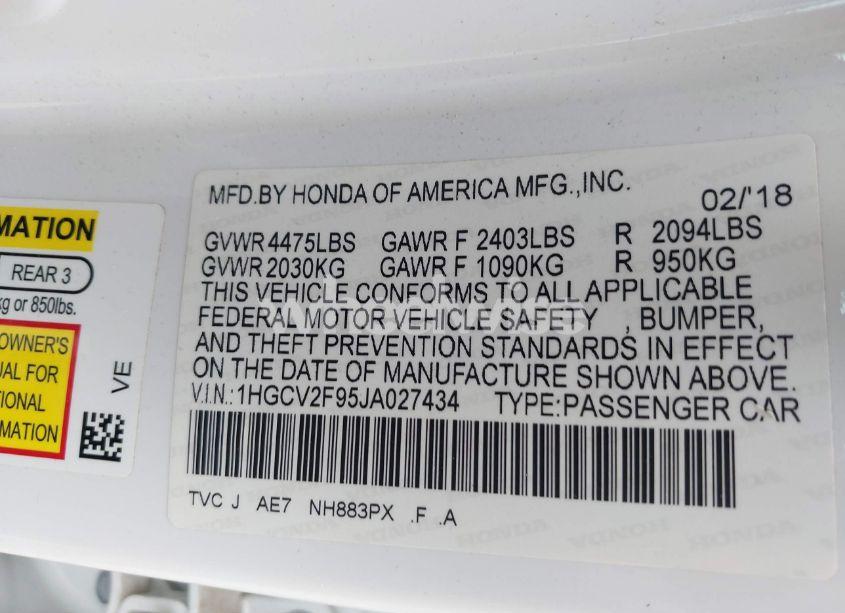 MATION
REAR 3
kg or 850lbs.
OWNER'S
UAL FOR
TIONAL
MATION
VE
MFD.BY HONDA OF AMERICA MFG.,INC. 02/'18
GVWR 4475LBS GAWR F 2403LBS R 2094LBS
GVWR 2030KG GAWR F 1090KG R 950KG
THIS VEHICLE CONFORMS TO ALL APPLICABLE
FEDERAL MOTOR VEHICLE SAFETY , BUMPER,
AND THEFT PREVENTION STANDARDS IN EFFECT
ON THE DATE OF MANUFACTURE SHOWN ABOVE.
V.I.N.:1HGCV2F95JA027434 TYPE:PASSENGER CAR
TVC J AE7 NH883PX .F .A